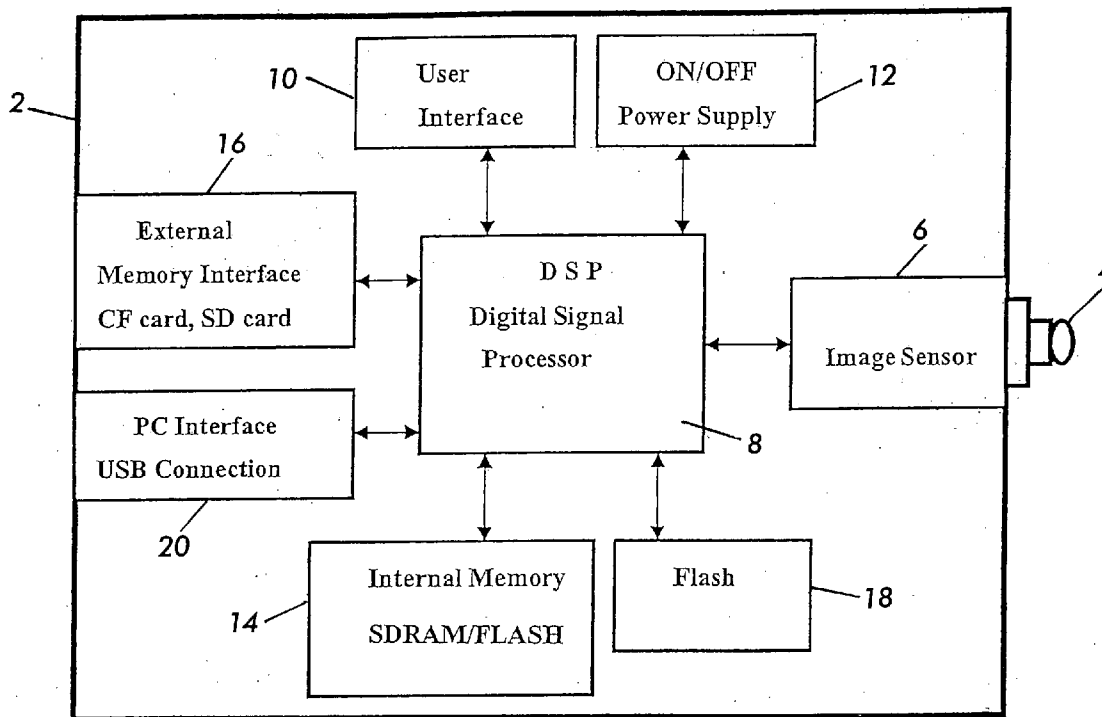 2
10
User
Interface
ON/OFF
Power Supply
12
16
External
Memory Interface
CF card, SD card
D S P
Digital Signal
Processor
8
6
Image Sensor
4
PC Interface
USB Connection
20
14
Internal Memory
SDRAM/FLASH
Flash
18